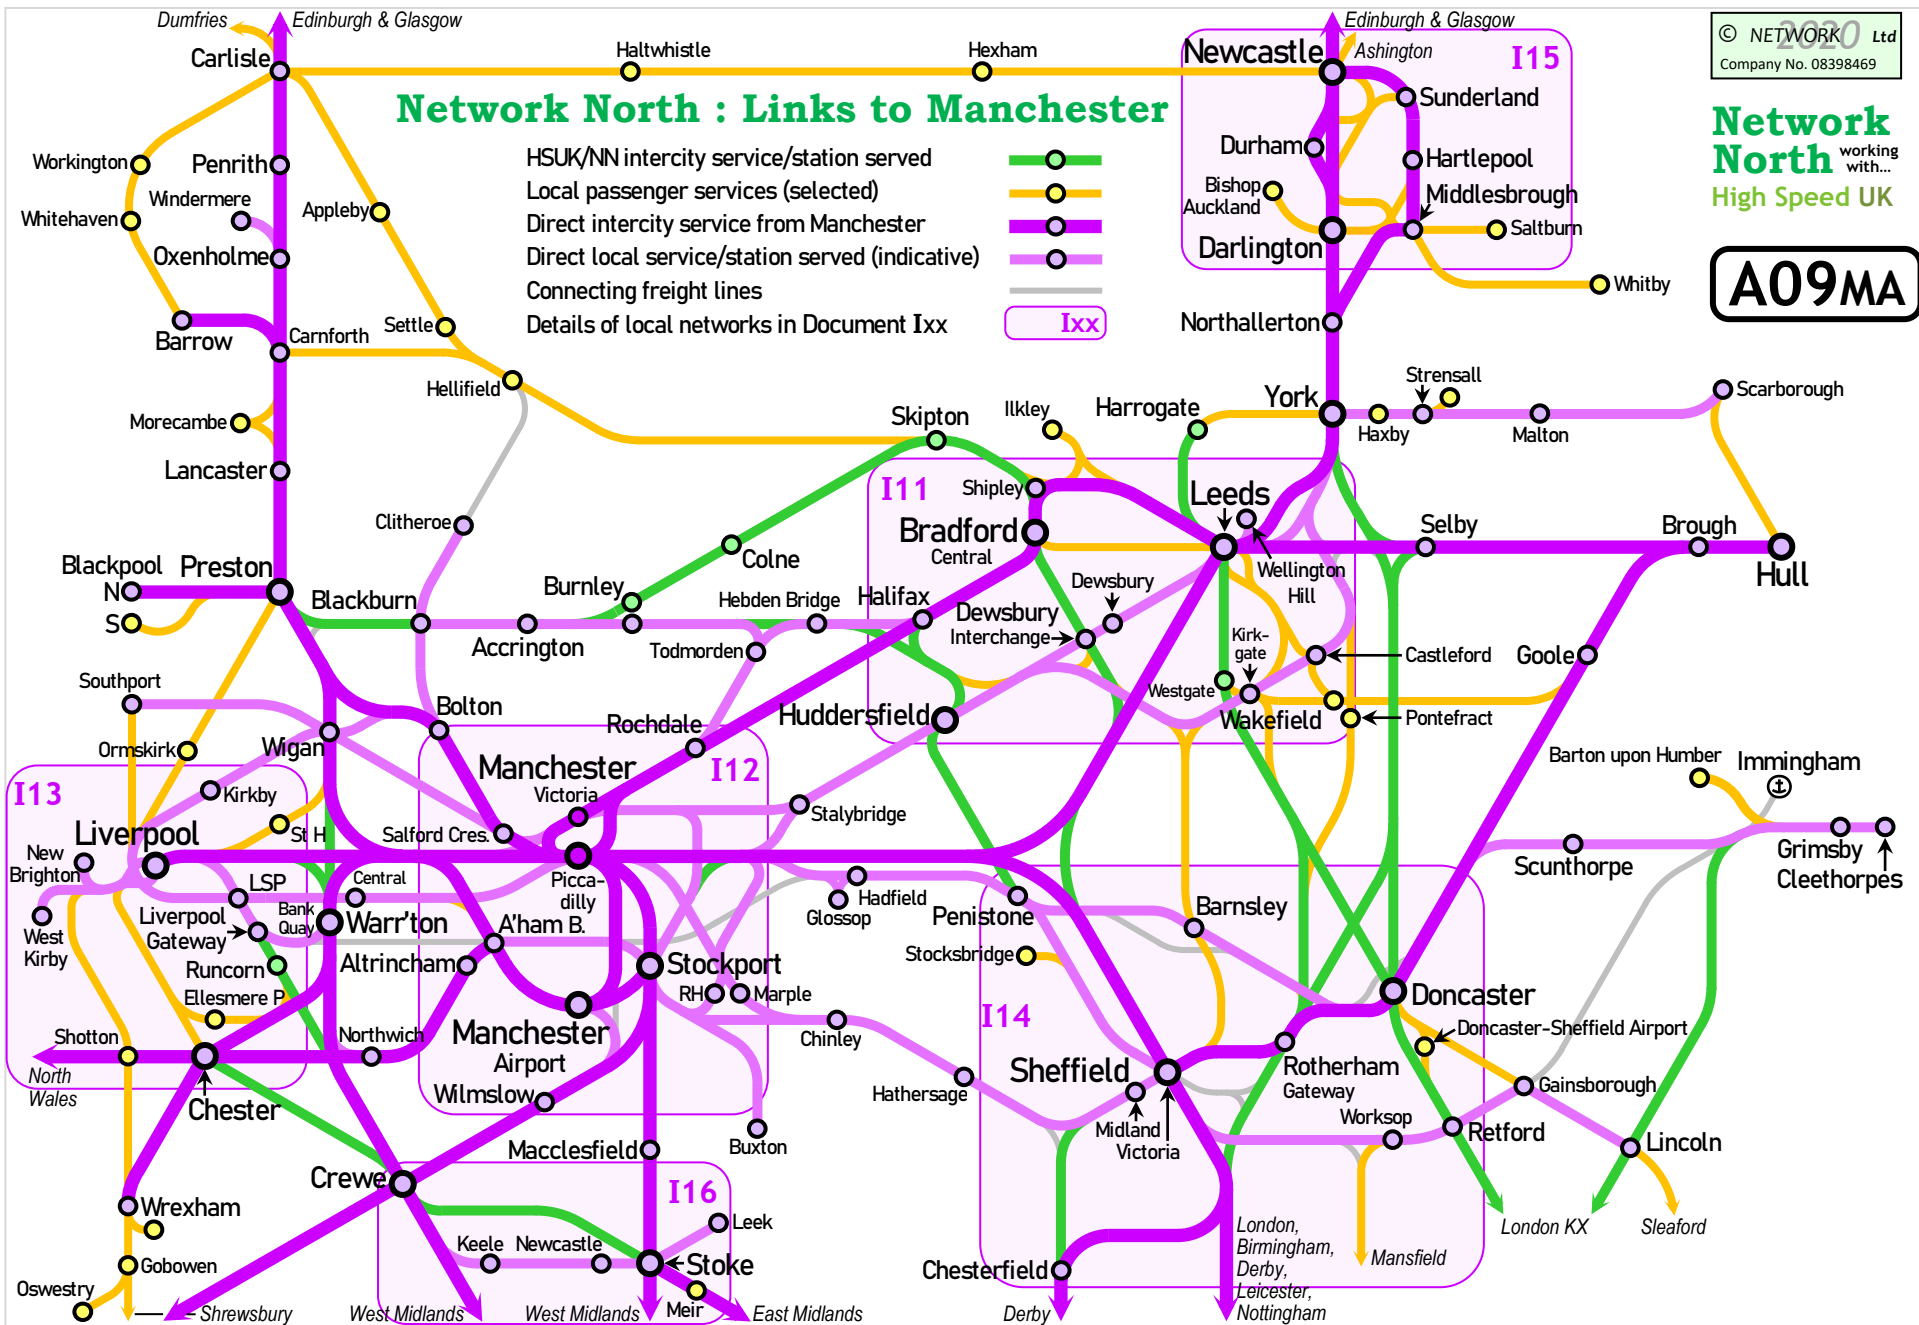 Dumfries
Edinburgh & Glasgow
Edinburgh & Glasgow
© NETWORK 2020 Ltd
Company No. 08398469
Carlisle
Haltwhistle
Hexham
Newcastle
Ashington
I15
Network North : Links to Manchester
Sunderland
Network
North working
with...
High Speed UK
HSUK/NN intercity service/station served
Local passenger services (selected)
Direct intercity service from Manchester
Direct local service/station served (indicative)
Connecting freight lines
Details of local networks in Document Ixx
Ixx
A09MA
Workington
Penrith
Windermere
Whitehaven
Appleby
Oxenholme
Durham
Hartlepool
Bishop
Auckland
Middlesbrough
Darlington
Saltburn
Whitby
Barrow
Carnforth
Settle
Northallerton
Hellifield
Morecambe
Lancaster
Skipton
Ilkley
Harrogate
York
Strensall
Haxby
Malton
Scarborough
I11
Shipley
Leeds
Clitheroe
Bradford
Central
Selby
Brough
Hull
Colne
Wellington
Hill
Blackpool
N
S
Preston
Blackburn
Burnley
Accrington
Hebden Bridge
Halifax
Todmorden
Dewsbury
Dewsbury
Interchange
Kirk-
gate
Castleford
Goole
Westgate
Wakefield
Pontefract
Southport
Bolton
Rochdale
Huddersfield
Ormskirk
Wigan
I13
Kirkby
Manchester
Victoria
I12
Barton upon Humber
Immingham
Liverpool
St H
Salford Cres.
Stalybridge
New
Brighton
LSP
Central
Picca-
dilly
Glossop
Hadfield
Penistone
Barnsley
Scunthorpe
Grimsby
Cleethorpes
West
Kirby
Liverpool
Gateway
Bank
Quay
Warr'ton
A'ham B.
Stocksbridge
Runcorn
Altrincham
Stockport
RH
Marple
Ellesmere P.
Manchester
Airport
Chinley
I14
Doncaster
Doncaster-Sheffield Airport
Shotton
Northwich
North
Wales
Chester
Wilmslow
Hathersage
Sheffield
Midland
Victoria
Rotherham
Gateway
Gainsborough
Worksop
Retford
Lincoln
Macclesfield
Buxton
Crewe
I16
Wrexham
Leek
Keele
Newcastle
Stoke
Meir
Gobowen
Oswestry
Shrewsbury
West Midlands
West Midlands
East Midlands
Chesterfield
Derby
London,
Birmingham,
Derby,
Leicester,
Nottingham
Mansfield
London KX
Sleaford